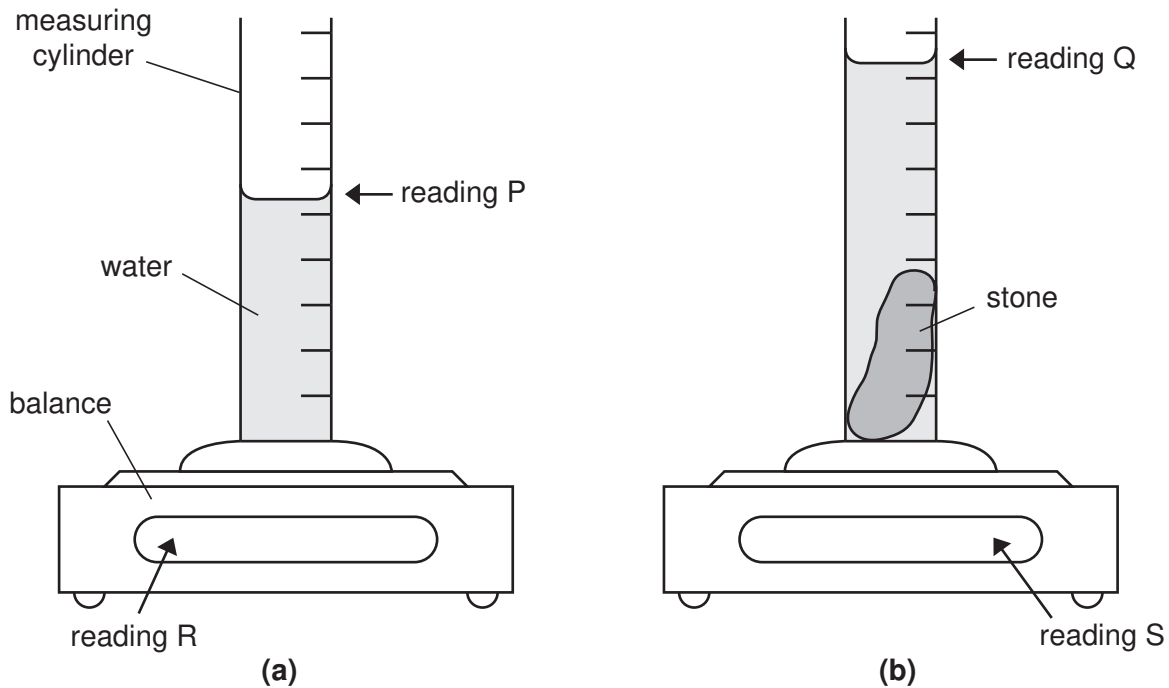 measuring
cylinder
reading P
water
balance
reading R
(a)
reading Q
stone
reading S
(b)